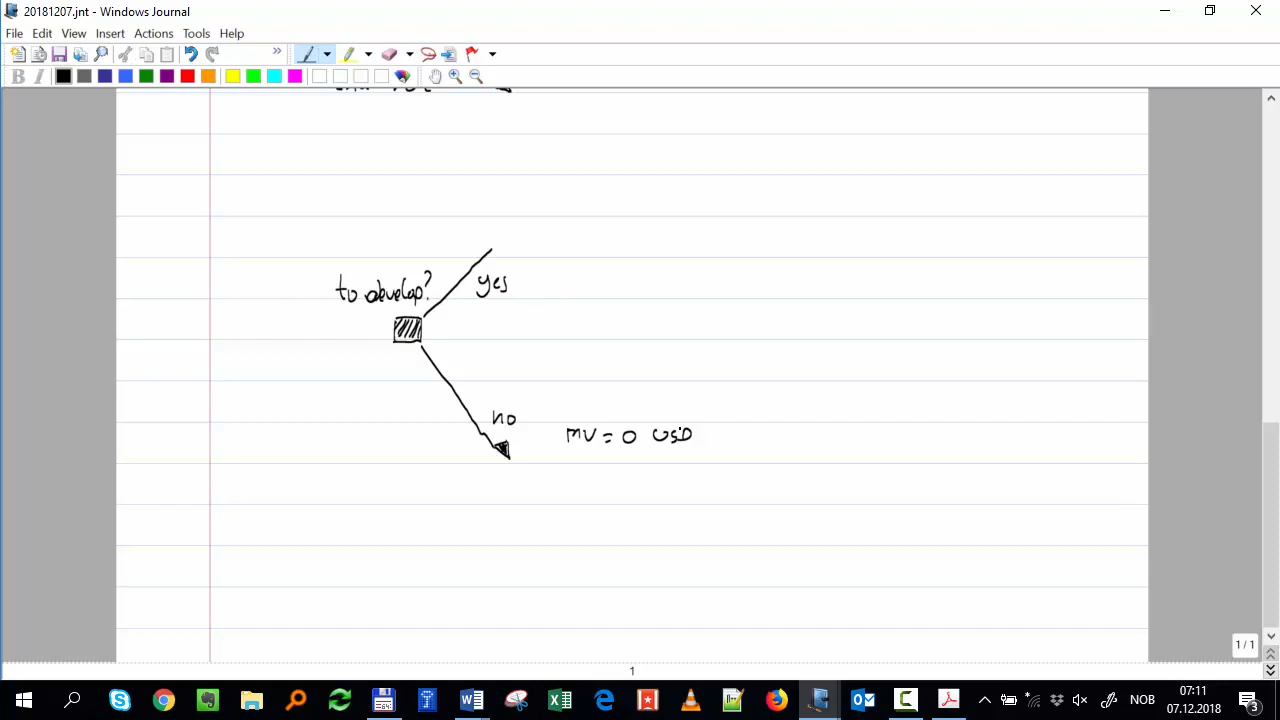 20181207.jnt - Windows Journal
File Edit View Insert Actions Tools Help
B I
to develop?
yes
no
MV = 0 USD
1/1
1
NOB
07:11
07.12.2018
3